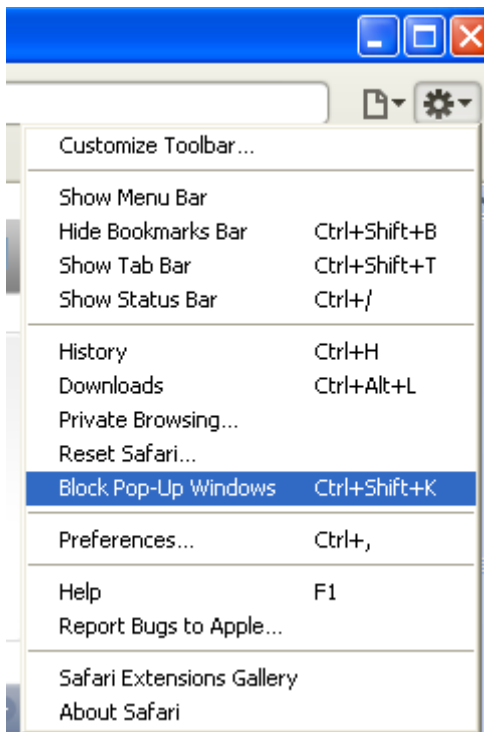 Customize Toolbar...
Show Menu Bar
Hide Bookmarks Bar Ctrl+Shift+B
Show Tab Bar Ctrl+Shift+T
Show Status Bar Ctrl+/
History Ctrl+H
Downloads Ctrl+Alt+L
Private Browsing...
Reset Safari...
Block Pop-Up Windows Ctrl+Shift+K
Preferences... Ctrl+,
Help F1
Report Bugs to Apple...
Safari Extensions Gallery
About Safari